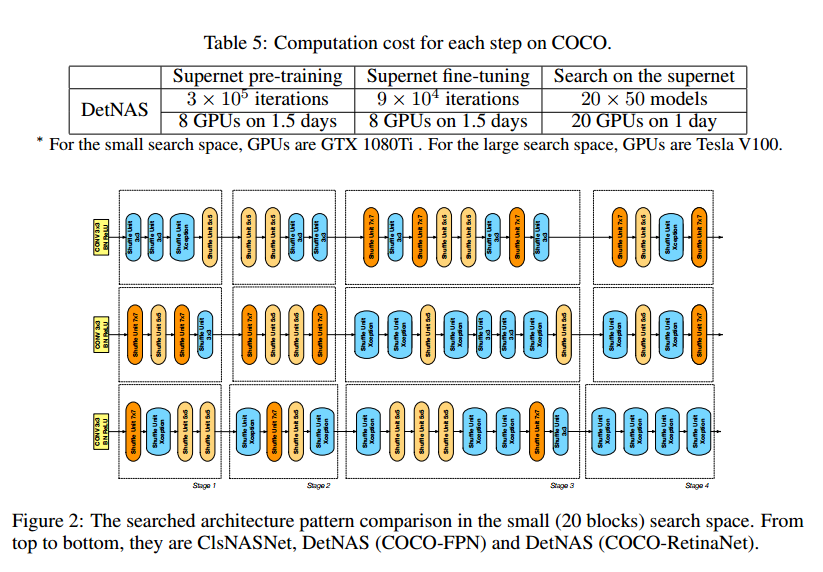 Table 5: Computation cost for each step on COCO.
Supernet pre-training Supernet fine-tuning Search on the supernet
DetNAS
3 × 10⁵ iterations 9 × 10⁴ iterations 20 × 50 models
8 GPUs on 1.5 days 8 GPUs on 1.5 days 20 GPUs on 1 day
* For the small search space, GPUs are GTX 1080Ti . For the large search space, GPUs are Tesla V100.
CONV 3x3
BN ReLU
Shuffle Unit
3x3
Shuffle Unit
3x3
Shuffle Unit
Xception
Shuffle Unit 5x5
Shuffle Unit 5x5
Shuffle Unit 5x5
Shuffle Unit
3x3
Shuffle Unit
3x3
Shuffle Unit 7x7
Shuffle Unit
3x3
Shuffle Unit 7x7
Shuffle Unit 5x5
Shuffle Unit 5x5
Shuffle Unit
3x3
Shuffle Unit 7x7
Shuffle Unit
3x3
Shuffle Unit 7x7
Shuffle Unit 5x5
Shuffle Unit
Xception
Shuffle Unit 7x7
CONV 3x3
BN ReLU
Shuffle Unit 7x7
Shuffle Unit 5x5
Shuffle Unit 7x7
Shuffle Unit
3x3
Shuffle Unit 7x7
Shuffle Unit 5x5
Shuffle Unit 5x5
Shuffle Unit 7x7
Shuffle Unit
Xception
Shuffle Unit
Xception
Shuffle Unit 5x5
Shuffle Unit
Xception
Shuffle Unit
3x3
Shuffle Unit
3x3
Shuffle Unit
Xception
Shuffle Unit 5x5
Shuffle Unit
Xception
Shuffle Unit 5x5
Shuffle Unit
Xception
Shuffle Unit 7x7
CONV 3x3
BN ReLU
Shuffle Unit 7x7
Shuffle Unit
Xception
Shuffle Unit 5x5
Shuffle Unit 5x5
Shuffle Unit
Xception
Shuffle Unit 7x7
Shuffle Unit 5x5
Shuffle Unit
Xception
Shuffle Unit
Xception
Shuffle Unit 5x5
Shuffle Unit 5x5
Shuffle Unit 5x5
Shuffle Unit
Xception
Shuffle Unit
Xception
Shuffle Unit 7x7
Shuffle Unit
3x3
Shuffle Unit
Xception
Shuffle Unit
Xception
Shuffle Unit
Xception
Shuffle Unit
Xception
Stage 1 Stage 2 Stage 3 Stage 4
Figure 2: The searched architecture pattern comparison in the small (20 blocks) search space. From
top to bottom, they are ClsNASNet, DetNAS (COCO-FPN) and DetNAS (COCO-RetinaNet).